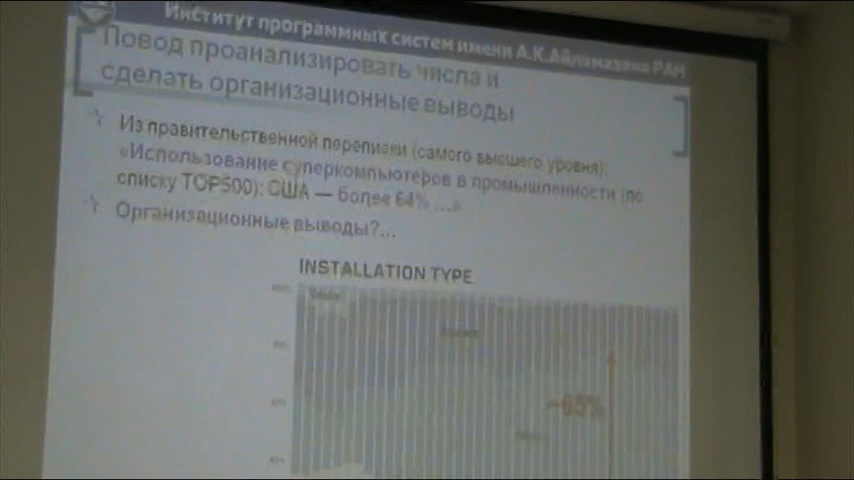 Институт программных систем имени А.К.Айламазяна РАН
Повод проанализировать числа и
сделать организационные выводы
Из правительственной переписки (самого высшего уровня):
«Использование суперкомпьютеров в промышленности (по
списку TOP500): США — более 64% ...»
Организационные выводы?...
INSTALLATION TYPE
~65%